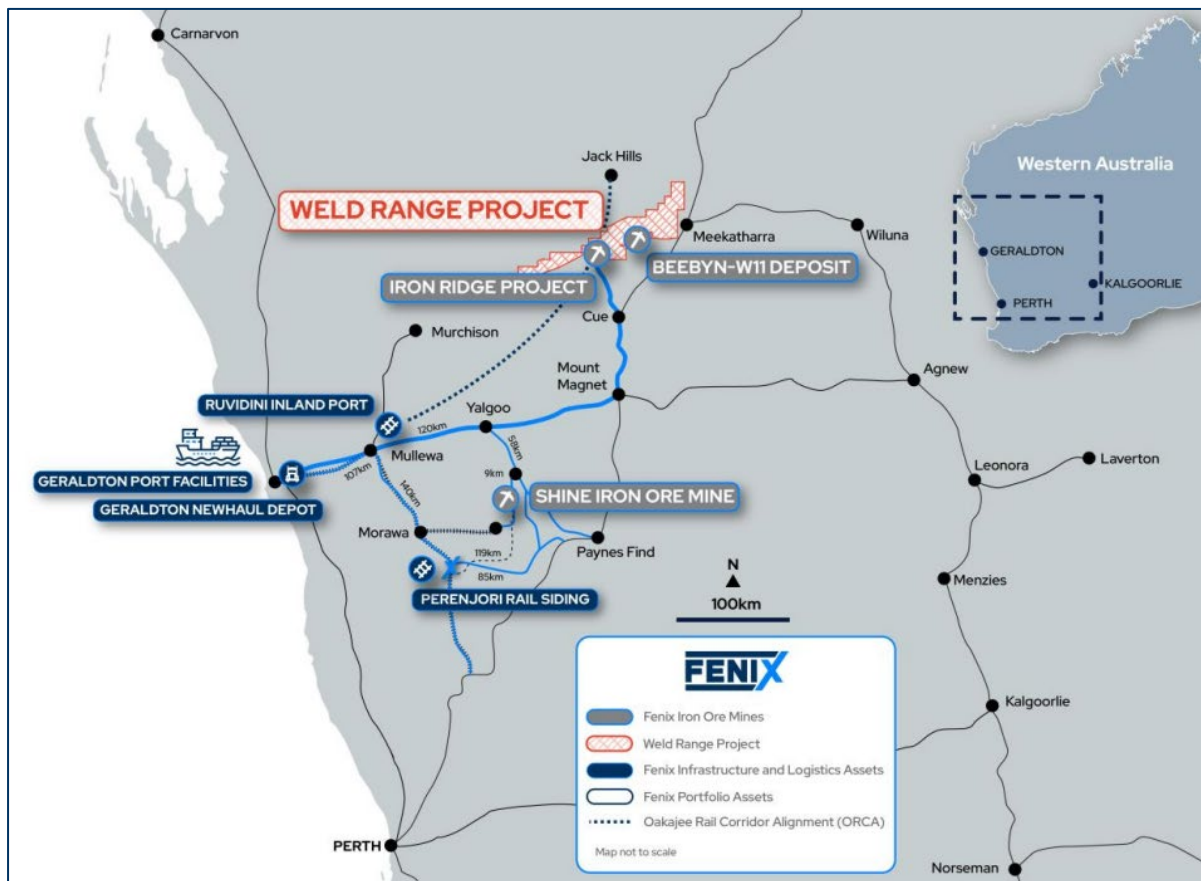 Carnarvon
Jack Hills
Western Australia
WELD RANGE PROJECT
Meekatharra
Wiluna
GERALDTON
BEEBYN-W11 DEPOSIT
IRON RIDGE PROJECT
KALGOORLIE
PERTH
Cue
Murchison
Mount
Magnet
Agnew
RUVIDINI INLAND PORT
Yalgoo
120km
58km
Mullewa
107km
GERALDTON PORT FACILITIES
9km
Leonora
Laverton
140km
SHINE IRON ORE MINE
GERALDTON NEWHAUL DEPOT
Morawa
Paynes Find
119km
85km
N
Menzies
PERENJORI RAIL SIDING
100km
FENIX
Kalgoorlie
Fenix Iron Ore Mines
Weld Range Project
Fenix Infrastructure and Logistics Assets
Fenix Portfolio Assets
Oakajee Rail Corridor Alignment (ORCA)
Map not to scale
PERTH
Norseman